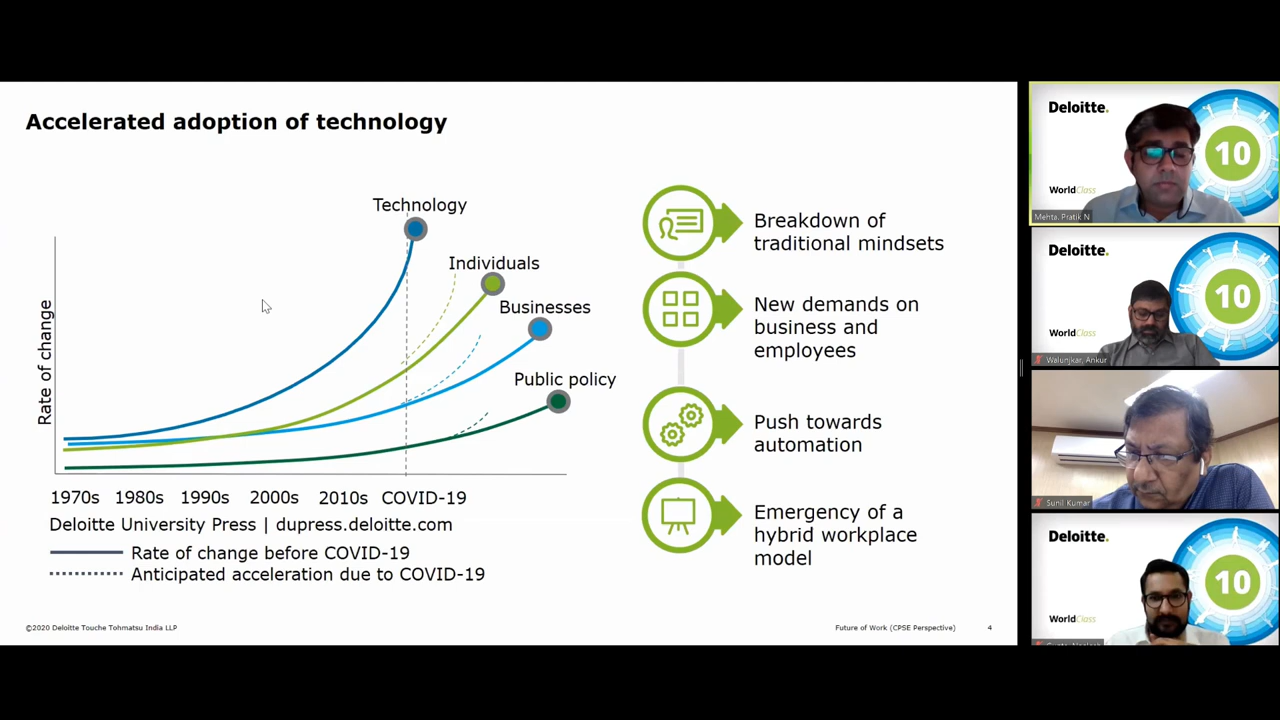 Accelerated adoption of technology
Technology
Individuals
Businesses
Public policy
Rate of change
1970s 1980s 1990s 2000s 2010s COVID-19
Deloitte University Press | dupress.deloitte.com
Rate of change before COVID-19
Anticipated acceleration due to COVID-19
Breakdown of
traditional mindsets
New demands on
business and
employees
Push towards
automation
Emergency of a
hybrid workplace
model
©2020 Deloitte Touche Tohmatsu India LLP
Future of Work (CPSE Perspective) 4
Deloitte.
10
WorldClass
Mehta, Pratik N
Deloitte.
10
Walunjkar, Ankur
Sunil Kumar
Deloitte.
10
WorldClass